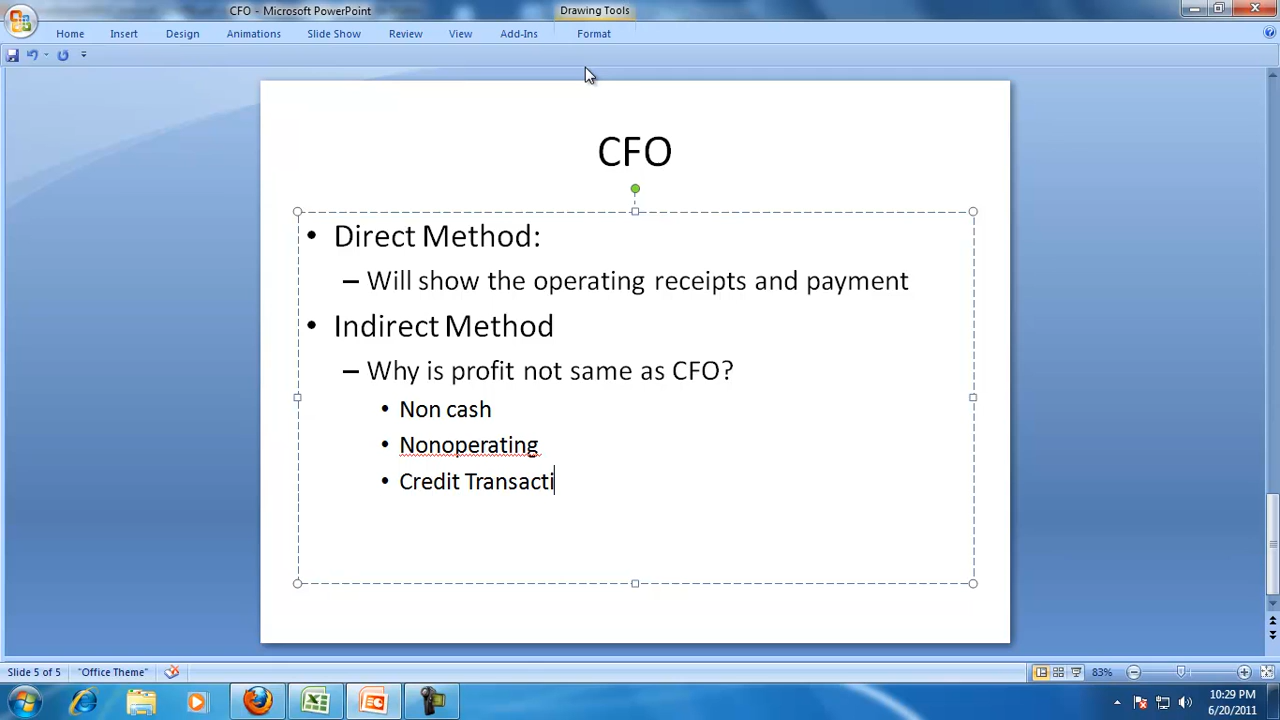 CFO - Microsoft PowerPoint
Drawing Tools
Home Insert Design Animations Slide Show Review View Add-Ins Format
CFO
• Direct Method:
– Will show the operating receipts and payment
• Indirect Method
– Why is profit not same as CFO?
• Non cash
• Nonoperating
• Credit Transacti
Slide 5 of 5 "Office Theme" 83%
10:29 PM
6/20/2011